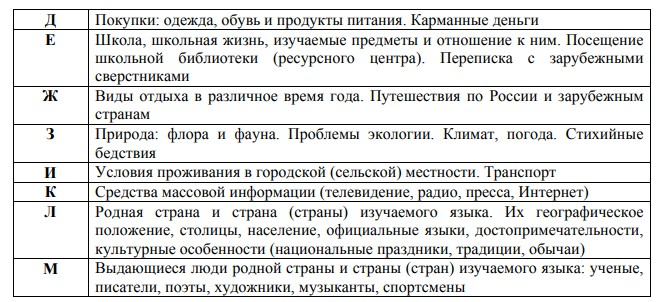 Д Покупки: одежда, обувь и продукты питания. Карманные деньги
Е Школа, школьная жизнь, изучаемые предметы и отношение к ним. Посещение
школьной библиотеки (ресурсного центра). Переписка с зарубежными
сверстниками
Ж Виды отдыха в различное время года. Путешествия по России и зарубежным
странам
З Природа: флора и фауна. Проблемы экологии. Климат, погода. Стихийные
бедствия
И Условия проживания в городской (сельской) местности. Транспорт
К Средства массовой информации (телевидение, радио, пресса, Интернет)
Л Родная страна и страна (страны) изучаемого языка. Их географическое
положение, столицы, население, официальные языки, достопримечательности,
культурные особенности (национальные праздники, традиции, обычаи)
М Выдающиеся люди родной страны и страны (стран) изучаемого языка: ученые,
писатели, поэты, художники, музыканты, спортсмены